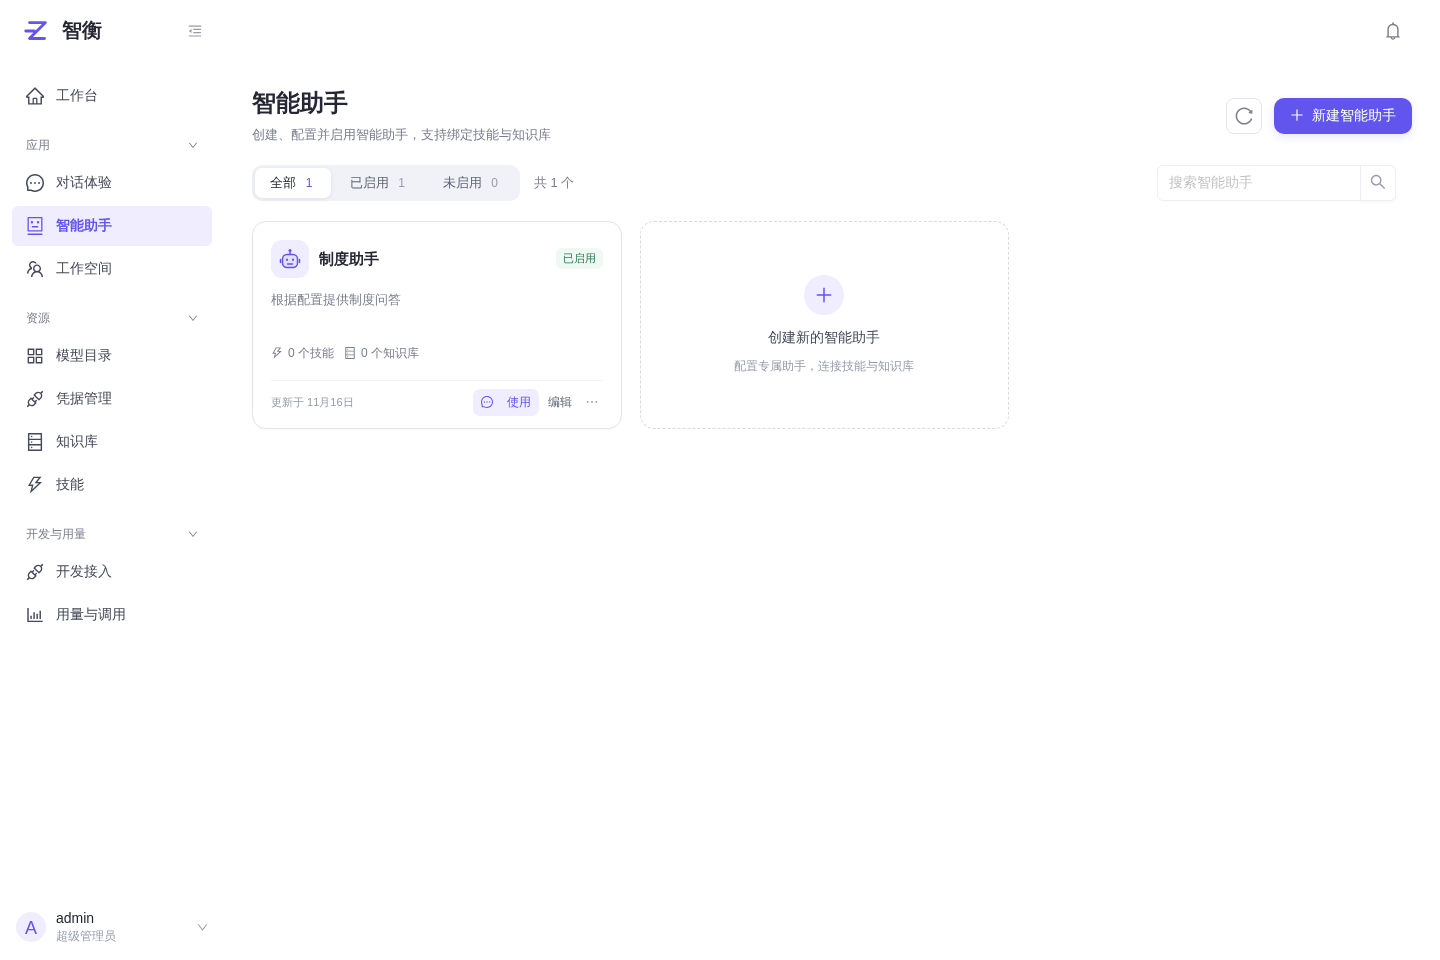 智衡
工作台
应用
对话体验
智能助手
工作空间
资源
模型目录
凭据管理
知识库
技能
开发与用量
开发接入
用量与调用
A
admin
超级管理员
智能助手
创建、配置并启用智能助手，支持绑定技能与知识库
新建智能助手
全部 1 已启用 1 未启用 0 共 1 个
搜索智能助手
制度助手 已启用
根据配置提供制度问答
0 个技能 0 个知识库
更新于 11月16日 使用 编辑 ···
创建新的智能助手
配置专属助手，连接技能与知识库